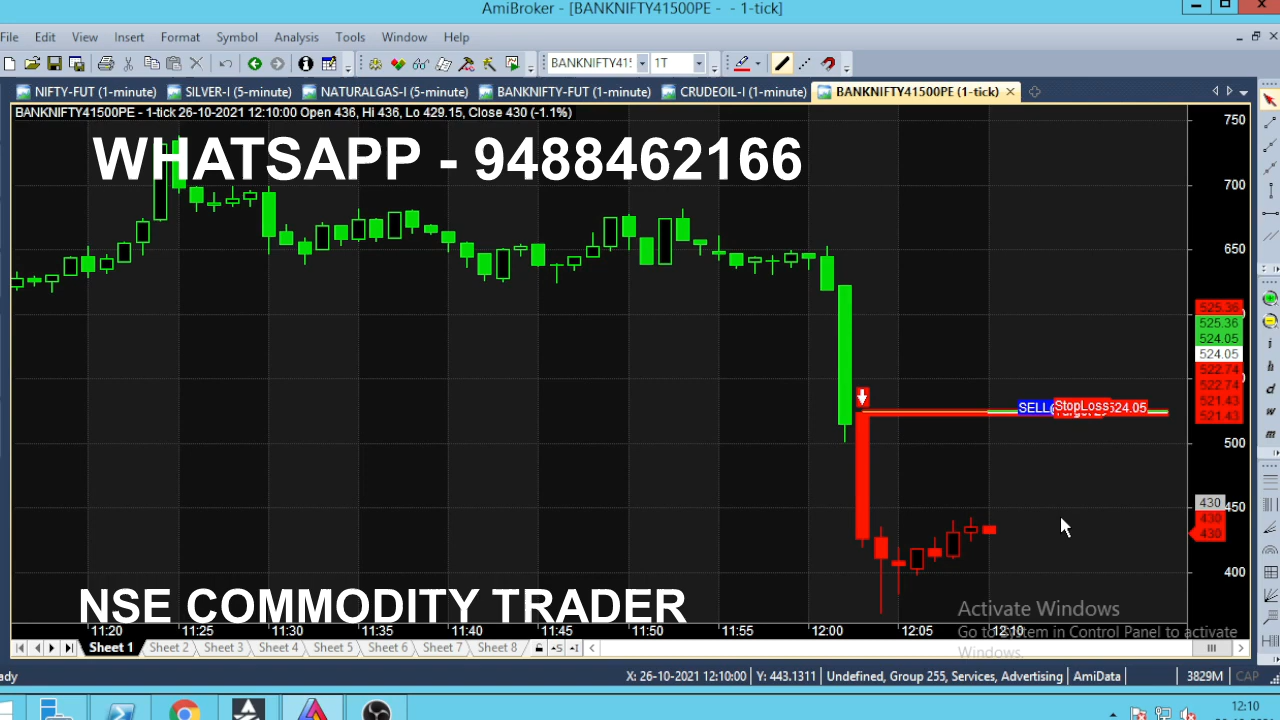 AmiBroker - [BANKNIFTY41500PE - - 1-tick]
File Edit View Insert Format Symbol Analysis Tools Window Help
BANKNIFTY41 1T
NIFTY-FUT (1-minute) SILVER-I (5-minute) NATURALGAS-I (5-minute) BANKNIFTY-FUT (1-minute) CRUDEOL-I (1-minute) BANKNIFTY41500PE (1-tick)
BANKNIFTY41500PE - 1-tick 26-10-2021 12:10:00 Open 436, Hi 436, Lo 429.15, Close 430 (-1.1%)
WHATSAPP - 9488462166
750
700
650
525.36
525.36
524.05
524.05
522.74
522.74
521.43
521.43
SELL StopLoss 524.05
500
430
450
430
430
400
NSE COMMODITY TRADER
Activate Windows
Go to System in Control Panel to activate
Windows.
11:20 11:25 11:30 11:35 11:40 11:45 11:50 11:55 12:00 12:05 12:10
Sheet 1 Sheet 2 Sheet 3 Sheet 4 Sheet 5 Sheet 6 Sheet 7 Sheet 8
ady X: 26-10-2021 12:10:00 Y: 443.1311 Undefined, Group 255, Services, Advertising AmiData 3829M CAP
12:10